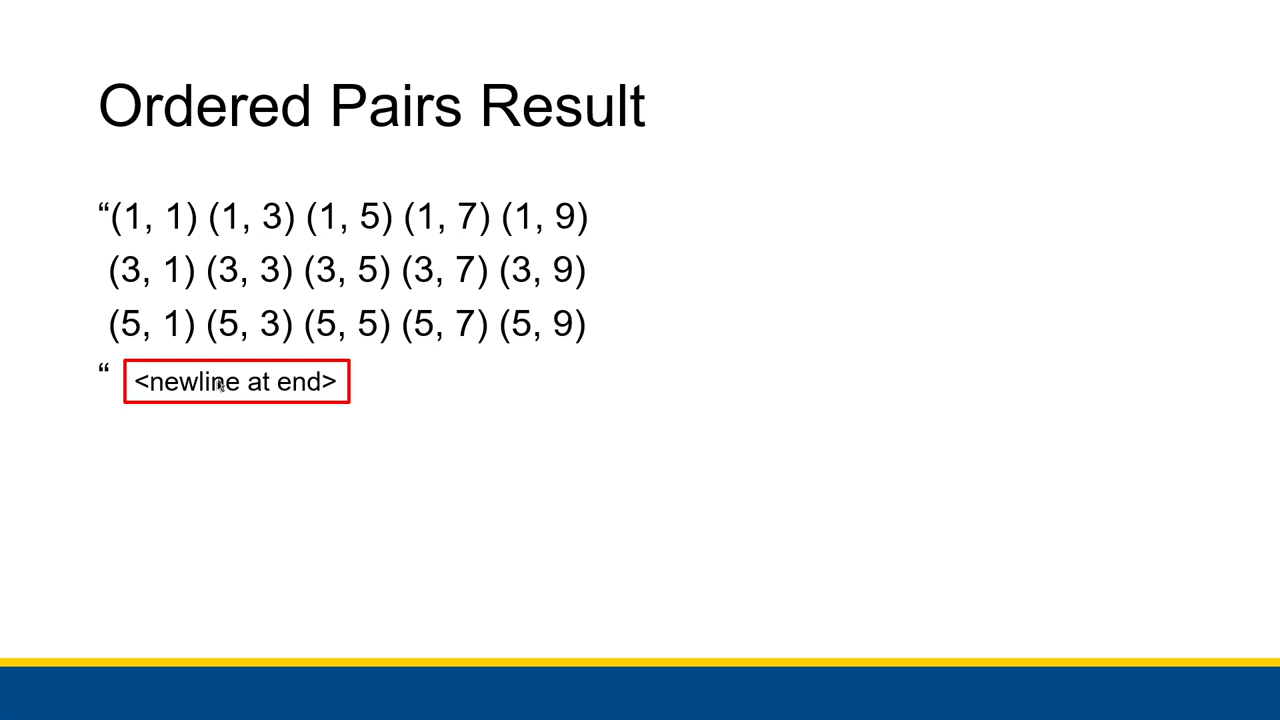 Ordered Pairs Result
“(1, 1) (1, 3) (1, 5) (1, 7) (1, 9)
(3, 1) (3, 3) (3, 5) (3, 7) (3, 9)
(5, 1) (5, 3) (5, 5) (5, 7) (5, 9)
“ <newline at end>